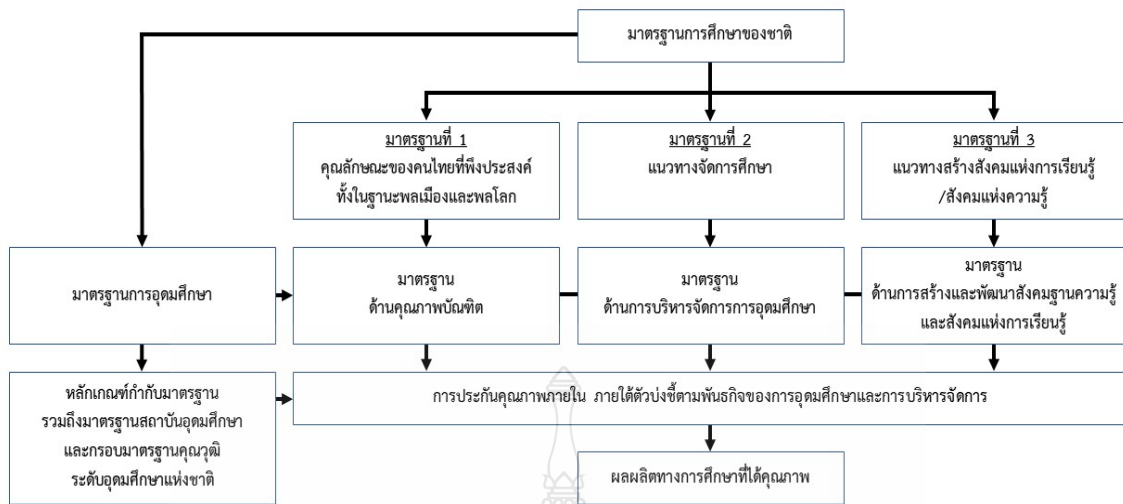 มาตรฐานการศึกษาของชาติ
มาตรฐานที่ 1
คุณลักษณะของคนไทยที่พึงประสงค์
ทั้งในฐานะพลเมืองและพลโลก
มาตรฐานที่ 2
แนวทางจัดการศึกษา
มาตรฐานที่ 3
แนวทางสร้างสังคมแห่งการเรียนรู้
/สังคมแห่งความรู้
มาตรฐานการอุดมศึกษา
มาตรฐาน
ด้านคุณภาพบัณฑิต
มาตรฐาน
ด้านการบริหารจัดการการอุดมศึกษา
มาตรฐาน
ด้านการสร้างและพัฒนาสังคมฐานความรู้
และสังคมแห่งการเรียนรู้
หลักเกณฑ์กำกับมาตรฐาน
รวมถึงมาตรฐานสถาบันอุดมศึกษา
และกรอบมาตรฐานคุณวุฒิ
ระดับอุดมศึกษาแห่งชาติ
การประกันคุณภาพภายใน ภายใต้ตัวบ่งชี้ตามพันธกิจของการอุดมศึกษาและการบริหารจัดการ
ผลผลิตทางการศึกษาที่ได้คุณภาพ